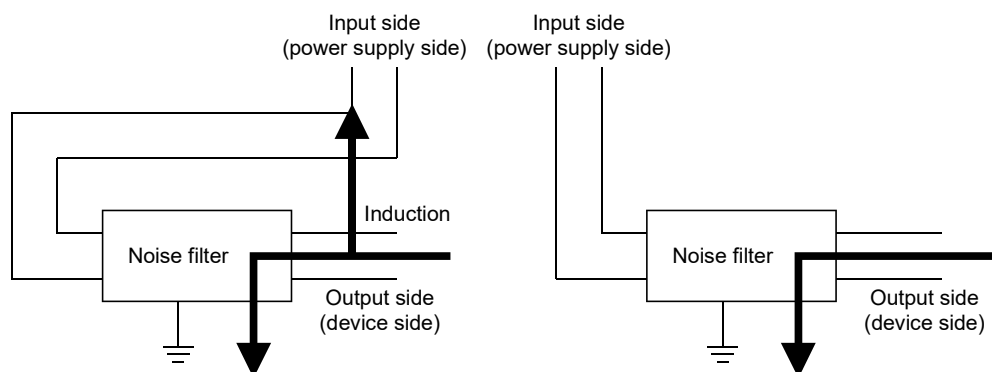 Input side
(power supply side)
Input side
(power supply side)
Induction
Noise filter
Output side
(device side)
Noise filter
Output side
(device side)